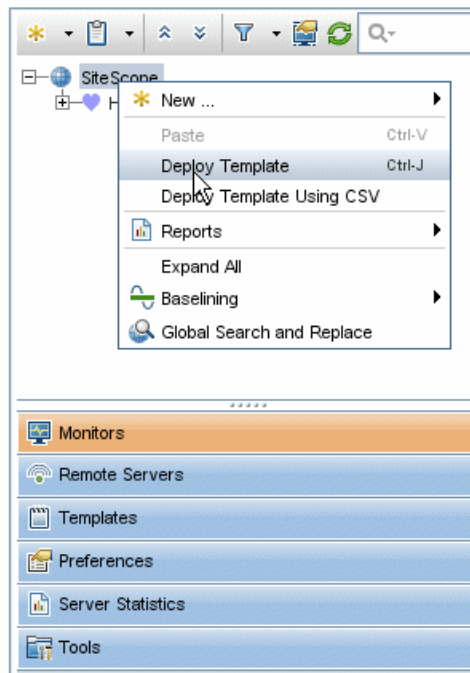 SiteScope
H
New ...
Paste Ctrl-V
Deploy Template Ctrl-J
Deploy Template Using CSV
Reports
Expand All
Baselining
Global Search and Replace
Monitors
Remote Servers
Templates
Preferences
Server Statistics
Tools